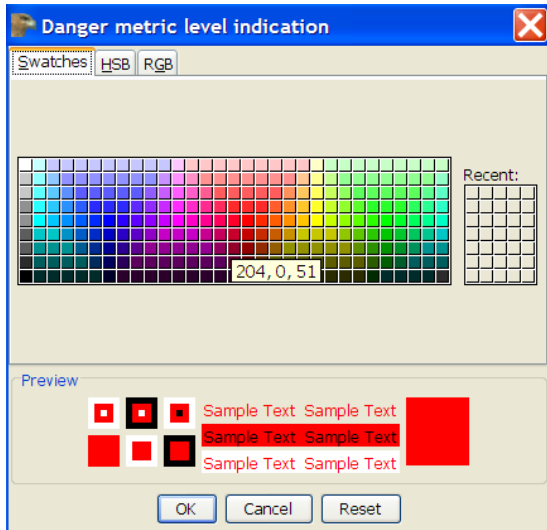 Danger metric level indication
Swatches HSB RGB
Recent:
204, 0, 51
Preview
Sample Text Sample Text
Sample Text Sample Text
Sample Text Sample Text
OK Cancel Reset